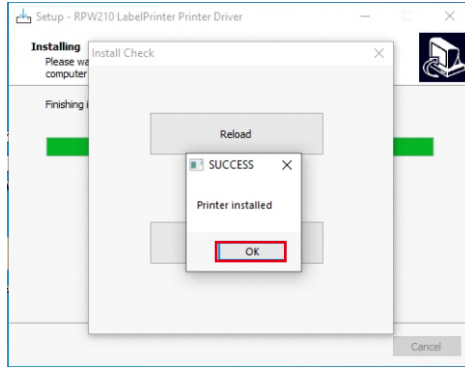 Setup - RPW210 LabelPrinter Printer Driver
Installing
Please wa
computer
Install Check
Finishing i
Reload
SUCCESS
Printer installed
OK
Cancel